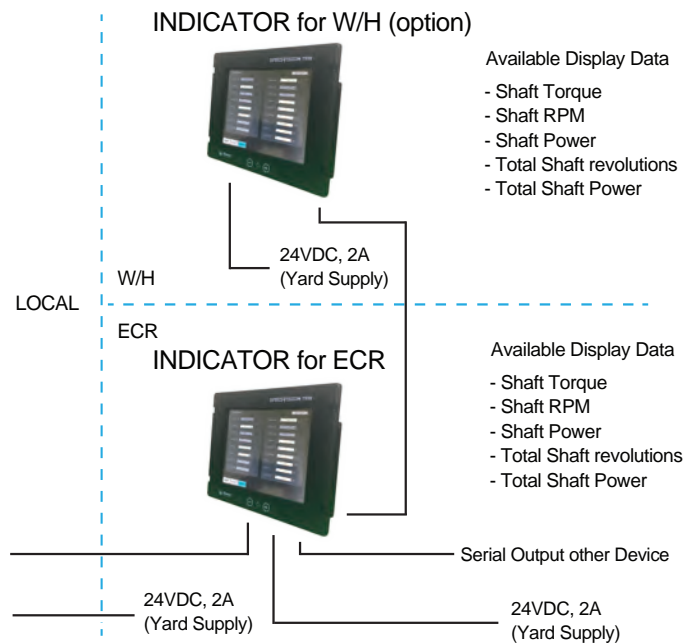 INDICATOR for W/H (option)
Available Display Data
- Shaft Torque
- Shaft RPM
- Shaft Power
- Total Shaft revolutions
- Total Shaft Power
24VDC, 2A
(Yard Supply)
W/H
LOCAL
ECR
INDICATOR for ECR
Available Display Data
- Shaft Torque
- Shaft RPM
- Shaft Power
- Total Shaft revolutions
- Total Shaft Power
Serial Output other Device
24VDC, 2A
(Yard Supply)
24VDC, 2A
(Yard Supply)